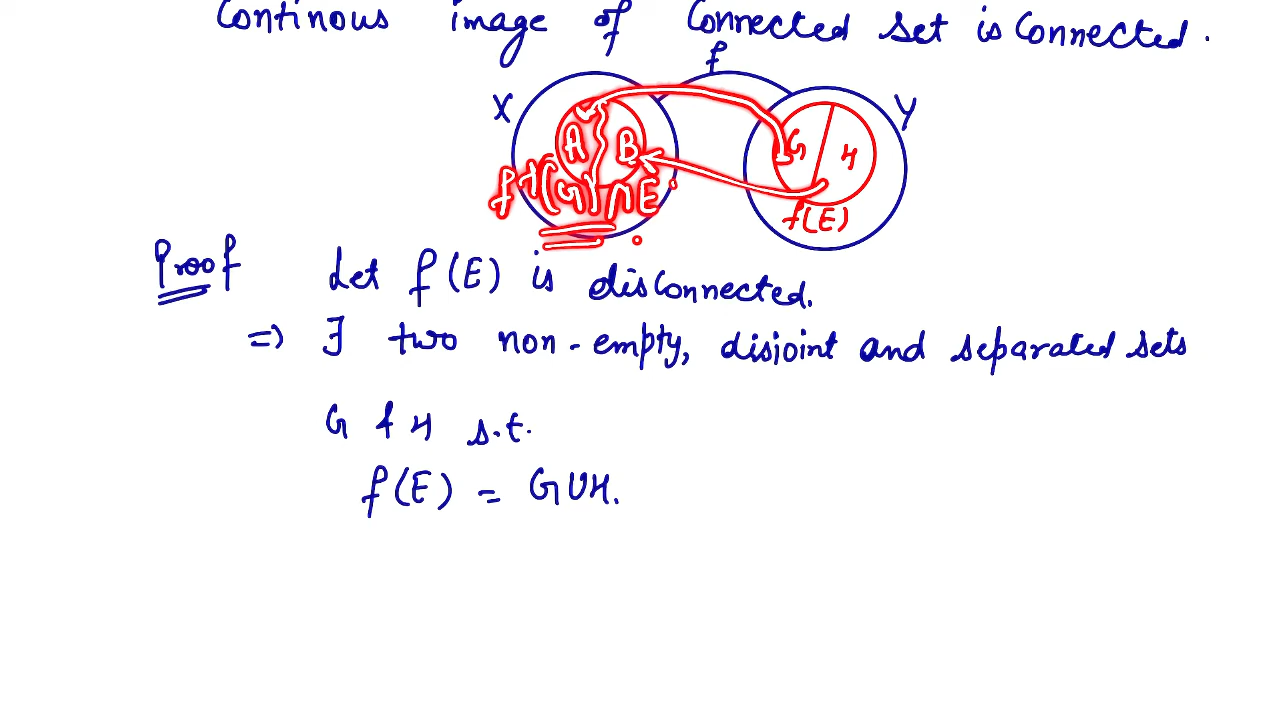 Continous image of Connected set is Connected.
f
X Y
A B G H
f⁻¹(G) ∩ E f(E)
Proof Let f(E) is disconnected.
⇒ ∃ two non-empty, disjoint and separated sets
G & H s.t.
f(E) = G∪H.